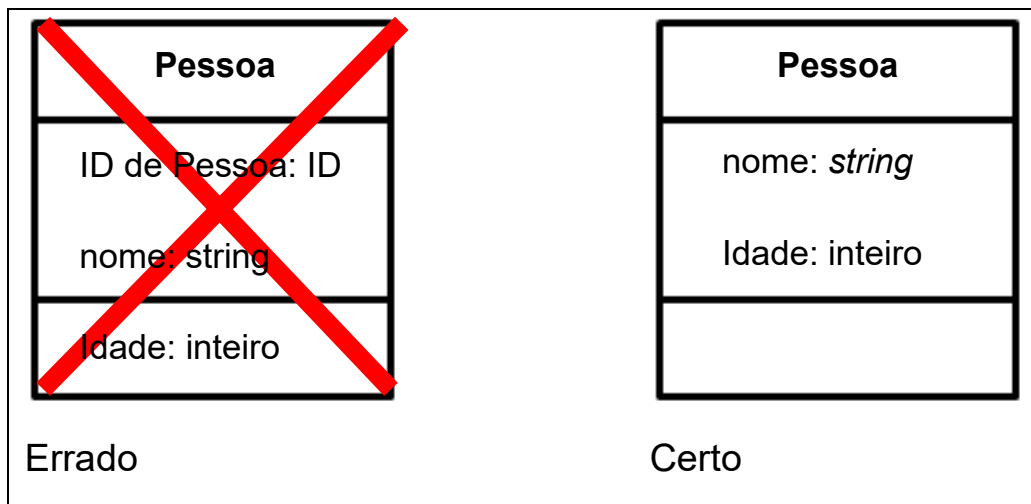 Pessoa
ID de Pessoa: ID
nome: string
Idade: inteiro
Errado
Pessoa
nome: string
Idade: inteiro
Certo